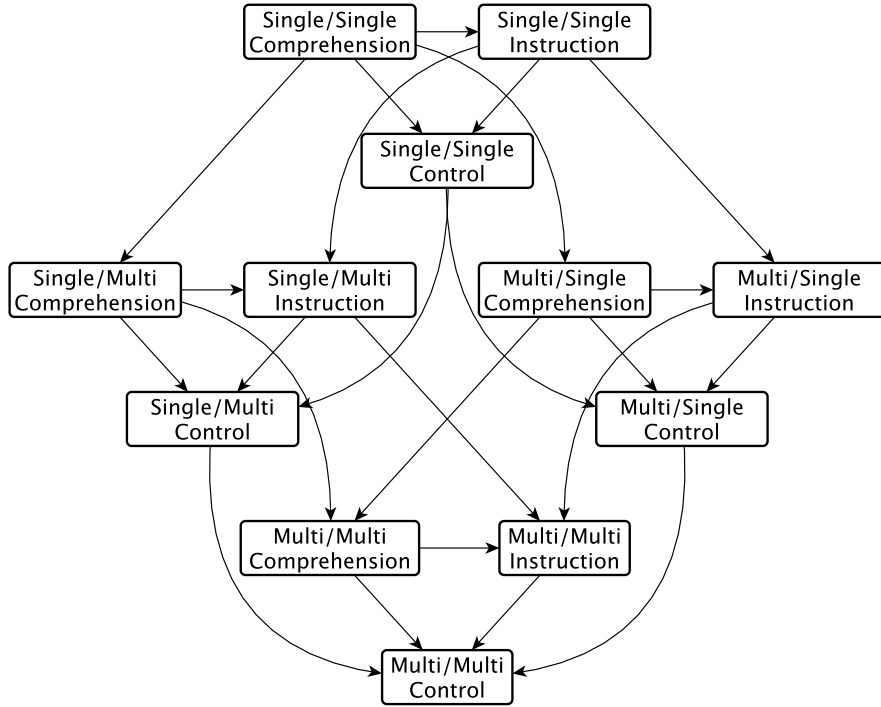 Single/Single
Comprehension
Single/Single
Instruction
Single/Single
Control
Single/Multi
Comprehension
Single/Multi
Instruction
Multi/Single
Comprehension
Multi/Single
Instruction
Single/Multi
Control
Multi/Single
Control
Multi/Multi
Comprehension
Multi/Multi
Instruction
Multi/Multi
Control